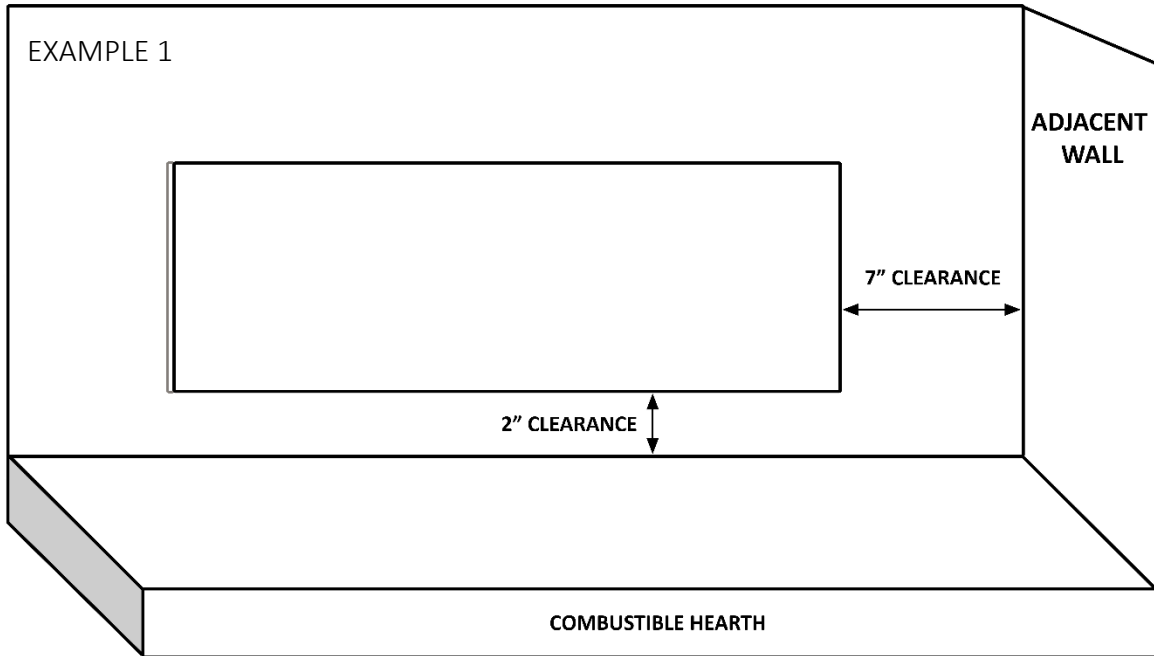 EXAMPLE 1
ADJACENT
WALL
7” CLEARANCE
2” CLEARANCE
COMBUSTIBLE HEARTH